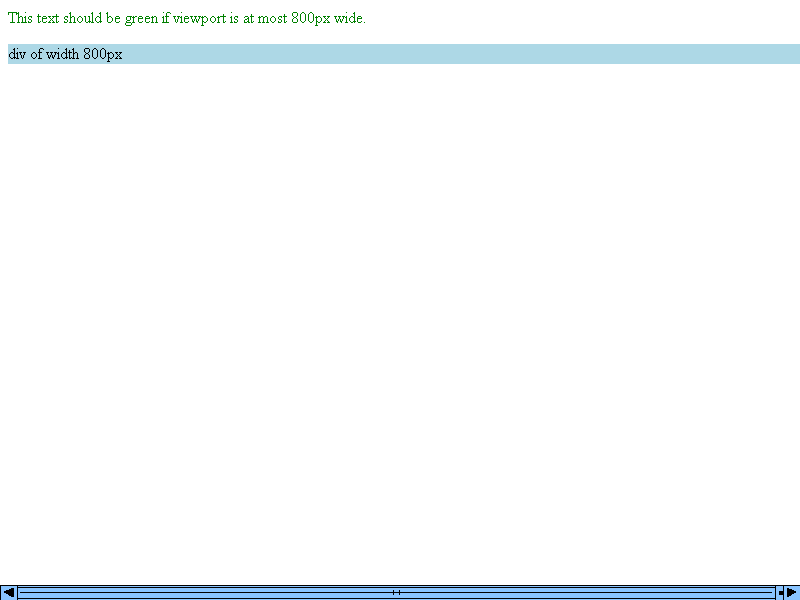 This text should be green if viewport is at most 800px wide.
div of width 800px